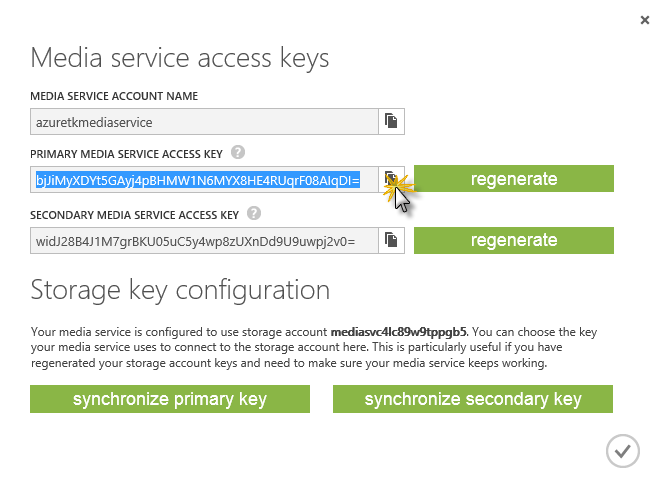 Media service access keys
MEDIA SERVICE ACCOUNT NAME
azuretkmediaservice
PRIMARY MEDIA SERVICE ACCESS KEY ?
bjJiMyXDYt5GAyj4pBHMW1N6MYX8HE4RUqrF08AIqDI= regenerate
SECONDARY MEDIA SERVICE ACCESS KEY ?
widJ28B4J1M7grBKU05uC5y4wp8zUXnDd9U9uwpj2v0= regenerate
Storage key configuration
Your media service is configured to use storage account mediasvc4lc89w9tppgb5. You can choose the key
your media service uses to connect to the storage account here. This is particularly useful if you have
regenerated your storage account keys and need to make sure your media service keeps working.
synchronize primary key synchronize secondary key